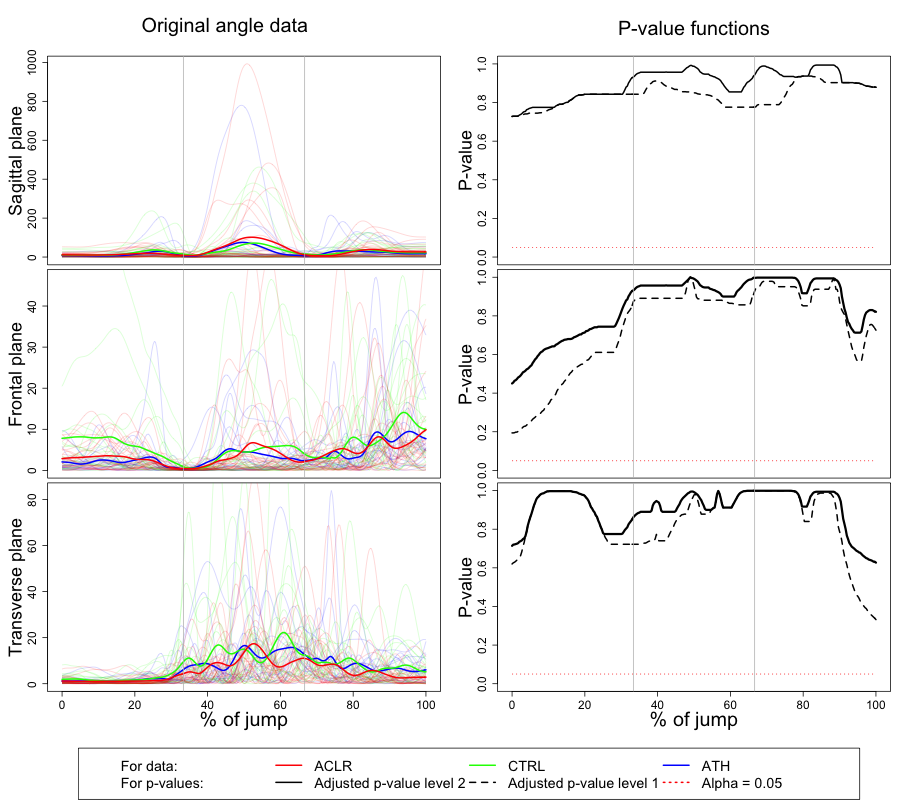 Original angle data
P-value functions
Sagittal plane
0 200 400 600 800 1000
P-value
0.0 0.2 0.4 0.6 0.8 1.0
Frontal plane
0 10 20 30 40
P-value
0.0 0.2 0.4 0.6 0.8 1.0
Transverse plane
0 20 40 60 80
P-value
0.0 0.2 0.4 0.6 0.8 1.0
0 20 40 60 80 100
% of jump
0 20 40 60 80 100
% of jump
For data: ACLR CTRL ATH
For p-values: Adjusted p-value level 2 Adjusted p-value level 1 Alpha = 0.05